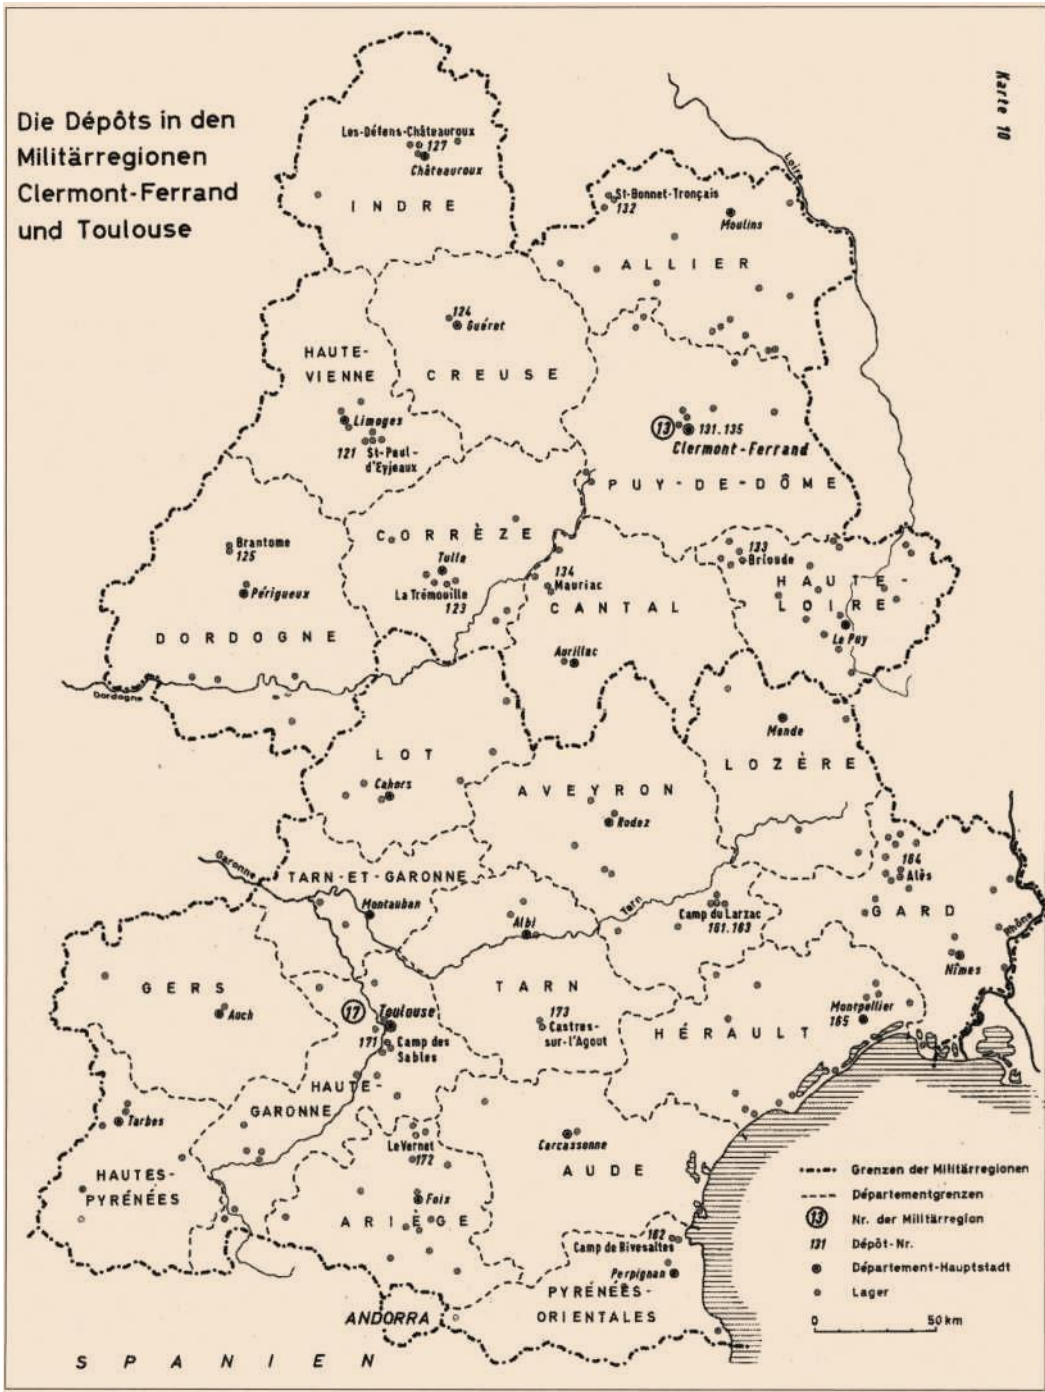 Die Dépôts in den
Militärregionen
Clermont-Ferrand
und Toulouse
Karte 10
Les-Défens-Châteauroux
127
Châteauroux
INDRE
Loire
St-Bonnet-Tronçais
132
Moulins
ALLIER
124
Guéret
CREUSE
HAUTE-
VIENNE
Limoges
121 St-Paul-
d'Eyjeaux
13
131.135
Clermont-Ferrand
PUY-DE-DÔME
CORRÈZE
Brantome
125
Périgueux
DORDOGNE
Tulle
La Trémouille
123
134
Mauriac
CANTAL
Aurillac
133
Brioude
HAUTE-
LOIRE
Le Puy
Dordogne
LOT
Cahors
AVEYRON
Rodez
Mende
LOZÈRE
Garonne
TARN-ET-GARONNE
Montauban
Albi
Tarn
Camp du Larzac
161.163
164
Alès
GARD
Rhône
Nîmes
GERS
Auch
17
Toulouse
171 Camp des
Sables
TARN
173
Castres-
sur-l'Agout
HÉRAULT
Montpellier
165
HAUTE-
GARONNE
Tarbes
HAUTES-
PYRÉNÉES
Le Vernet
172
Foix
ARIÈGE
Carcassonne
AUDE
162
Camp de Rivesaltes
Perpignan
PYRÉNÉES-
ORIENTALES
ANDORRA
SPANIEN
Grenzen der Militärregionen
Départementgrenzen
13 Nr. der Militärregion
131 Dépôt-Nr.
Département-Hauptstadt
Lager
0 50 km